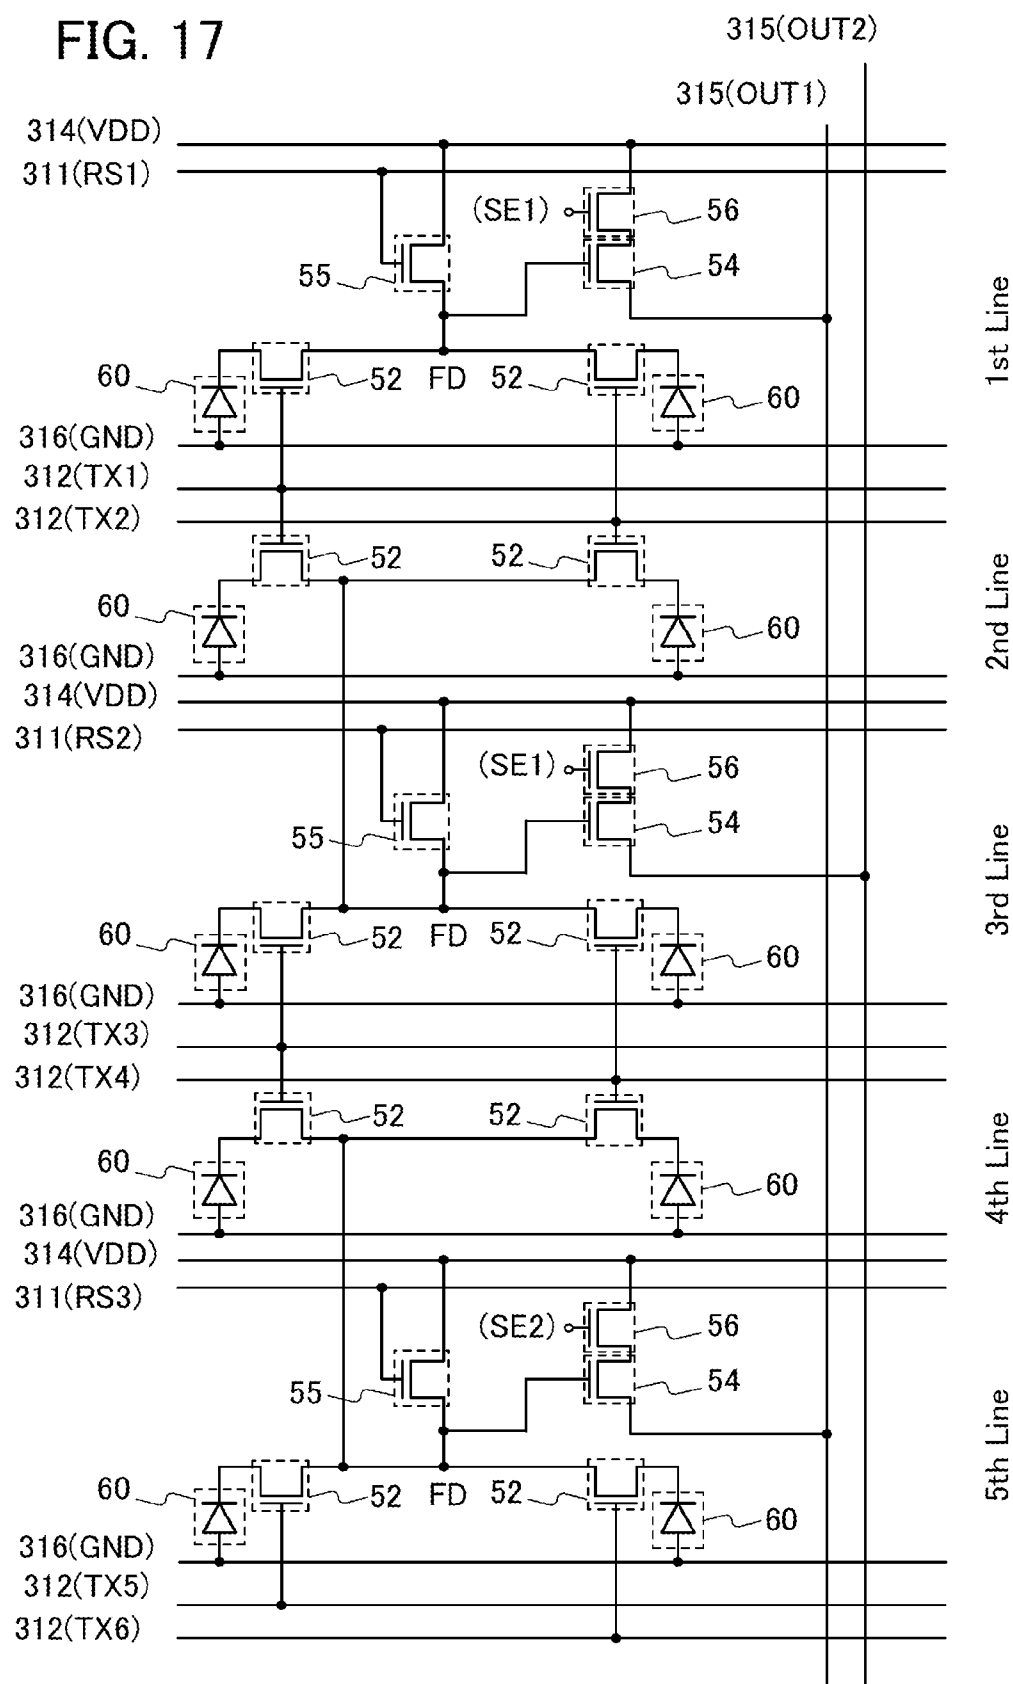 FIG. 17
315(OUT2)
315(OUT1)
314(VDD)
311(RS1)
(SE1)
56
55
54
1st Line
60
52
FD
52
60
316(GND)
312(TX1)
312(TX2)
52
52
60
60
2nd Line
316(GND)
314(VDD)
311(RS2)
(SE1)
56
55
54
3rd Line
60
52
FD
52
60
316(GND)
312(TX3)
312(TX4)
52
52
60
60
4th Line
316(GND)
314(VDD)
311(RS3)
(SE2)
56
55
54
5th Line
60
52
FD
52
60
316(GND)
312(TX5)
312(TX6)